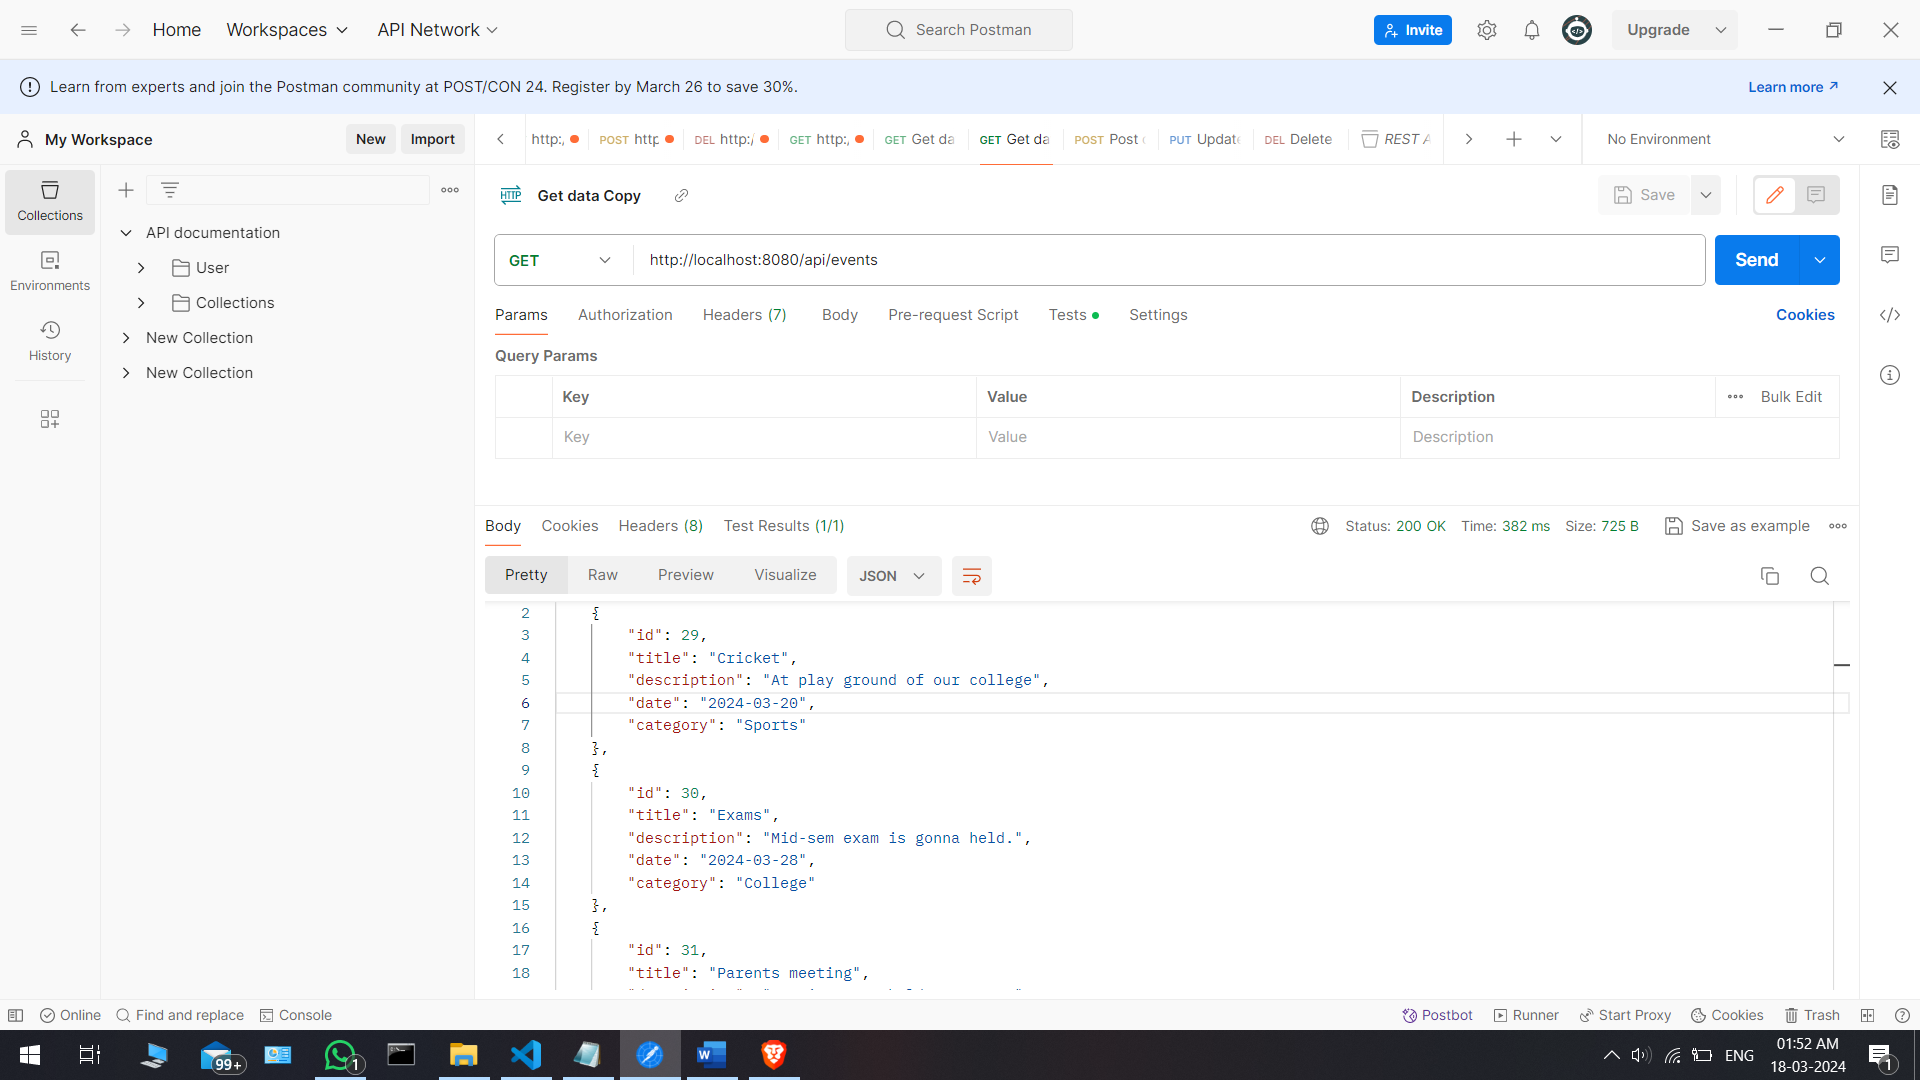 Home Workspaces API Network Search Postman Invite Upgrade
Learn from experts and join the Postman community at POST/CON 24. Register by March 26 to save 30%. Learn more
My Workspace New Import http:, POST http DEL http:/ GET http:, GET Get da GET Get da POST Post PUT Update DEL Delete REST A No Environment
Collections
Environments
History
API documentation
User
Collections
New Collection
New Collection
HTTP Get data Copy Save
GET http://localhost:8080/api/events Send
Params Authorization Headers (7) Body Pre-request Script Tests Settings Cookies
Query Params
Key Value Description Bulk Edit
Key Value Description
Body Cookies Headers (8) Test Results (1/1) Status: 200 OK Time: 382 ms Size: 725 B Save as example
Pretty Raw Preview Visualize JSON
2 {
3 "id": 29,
4 "title": "Cricket",
5 "description": "At play ground of our college",
6 "date": "2024-03-20",
7 "category": "Sports"
8 },
9 {
10 "id": 30,
11 "title": "Exams",
12 "description": "Mid-sem exam is gonna held.",
13 "date": "2024-03-28",
14 "category": "College"
15 },
16 {
17 "id": 31,
18 "title": "Parents meeting",
Online Find and replace Console Postbot Runner Start Proxy Cookies Trash
99+ 1 ENG 01:52 AM
18-03-2024 1